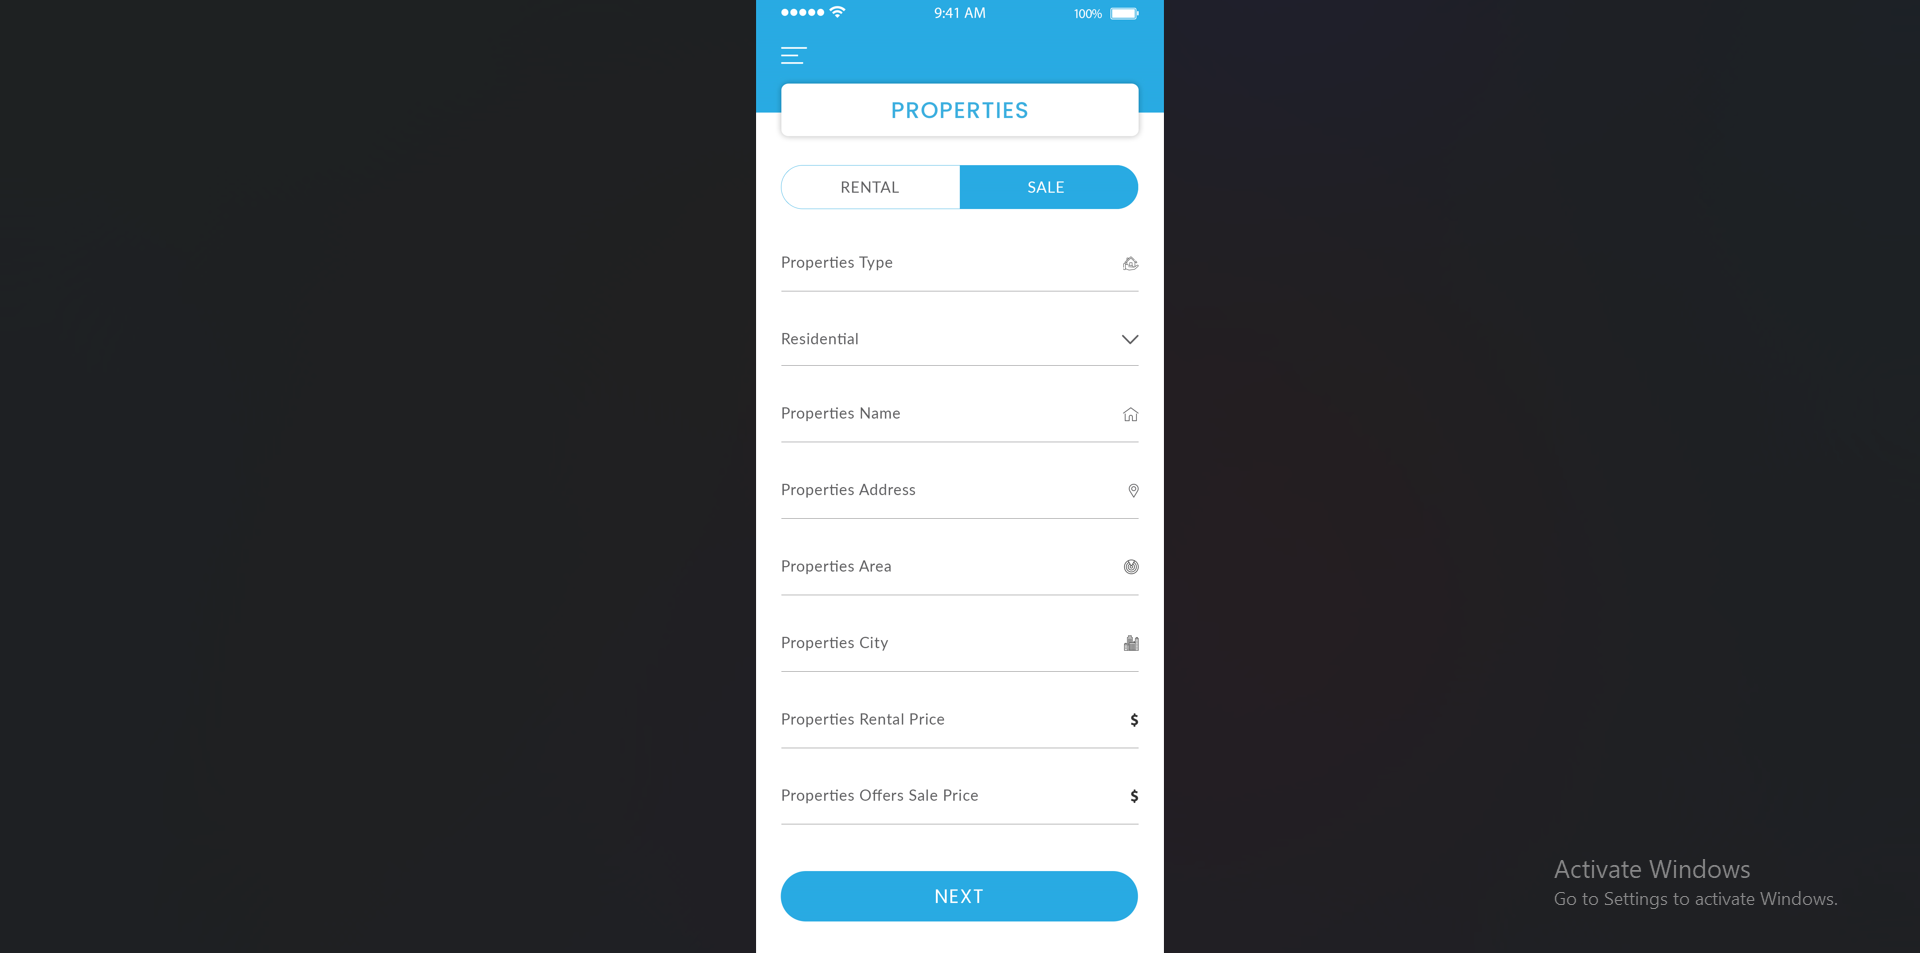 9:41 AM 100%
PROPERTIES
RENTAL SALE
Properties Type
Residential
Properties Name
Properties Address
Properties Area
Properties City
Properties Rental Price $
Properties Offers Sale Price $
NEXT
Activate Windows
Go to Settings to activate Windows.